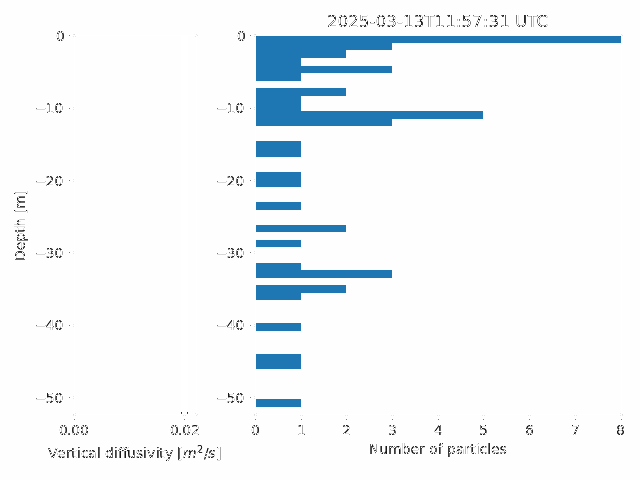 2025-03-13T11:57:31 UTC
0
−10
−20
−30
−40
−50
Depth [m]
0.00 0.02
Vertical diffusivity [m²/s]
0
−10
−20
−30
−40
−50
0 1 2 3 4 5 6 7 8
Number of particles